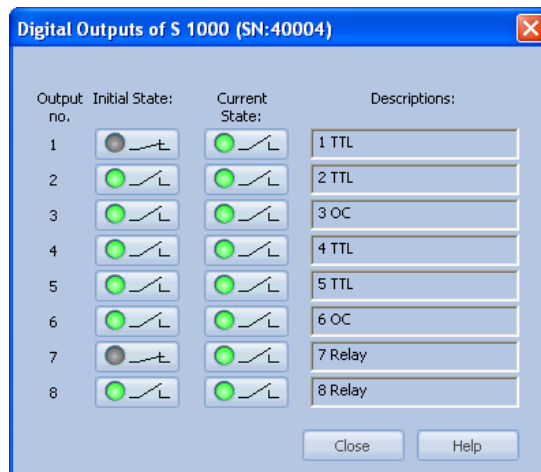 Digital Outputs of S 1000 (SN:40004)
Output no. Initial State: Current State: Descriptions:
1 1 TTL
2 2 TTL
3 3 OC
4 4 TTL
5 5 TTL
6 6 OC
7 7 Relay
8 8 Relay
Close Help